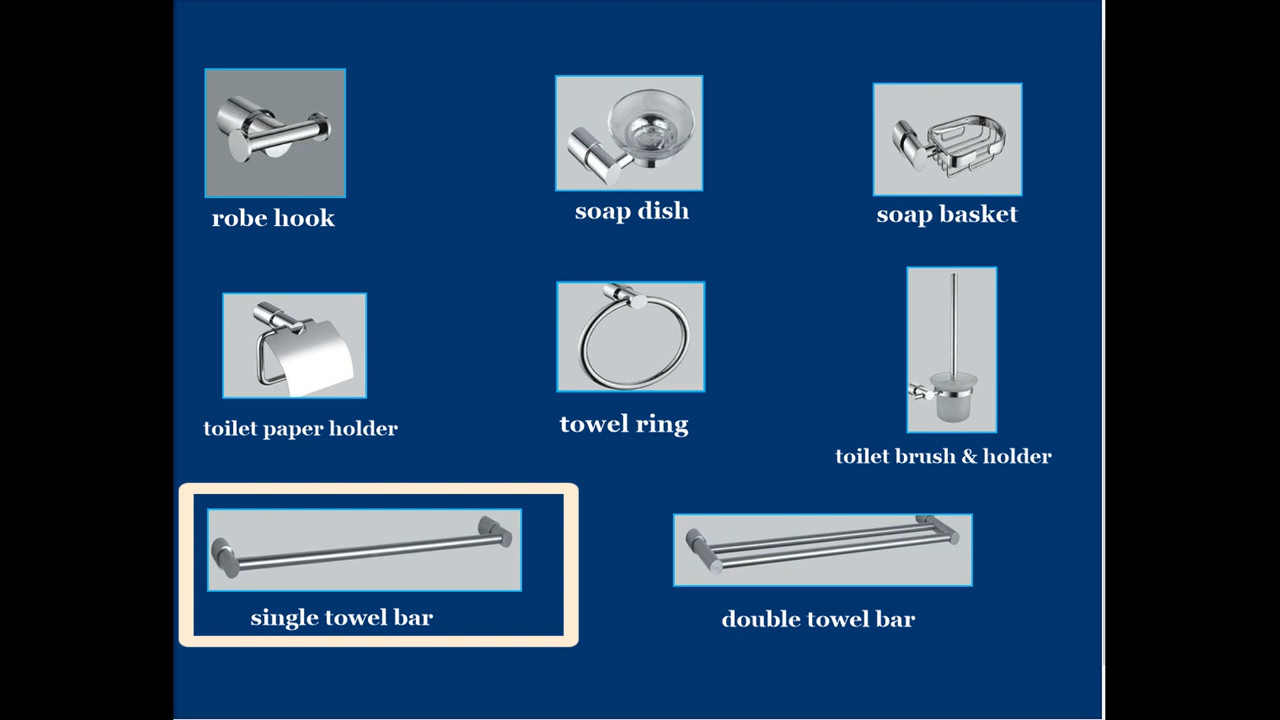 robe hook
soap dish
soap basket
toilet paper holder
towel ring
toilet brush & holder
single towel bar
double towel bar